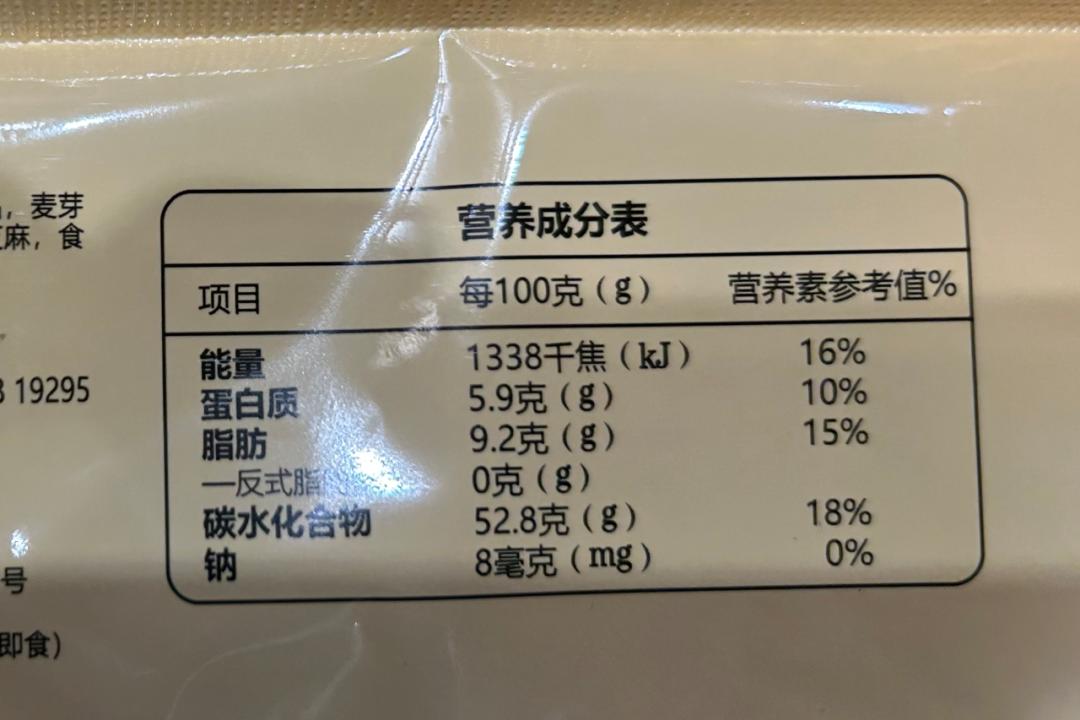 ，麦芽
麻，食
19295
号
即食）
营养成分表
项目 每100克（g） 营养素参考值%
能量 1338千焦（kJ） 16%
蛋白质 5.9克（g） 10%
脂肪 9.2克（g） 15%
—反式脂 0克（g）
碳水化合物 52.8克（g） 18%
钠 8毫克（mg） 0%